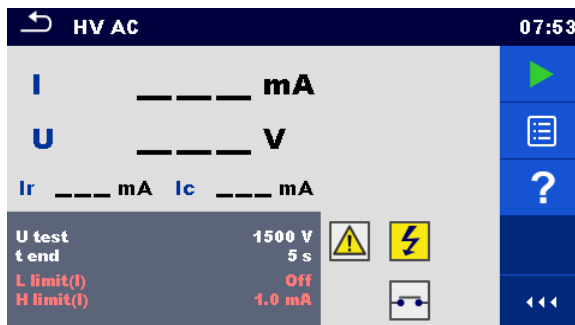 HV AC 07:53
I ___ mA
U ___ V
Ir ___ mA Ic ___ mA
?
U test 1500 V
t end 5 s
L limit(I) Off
H limit(I) 1.0 mA